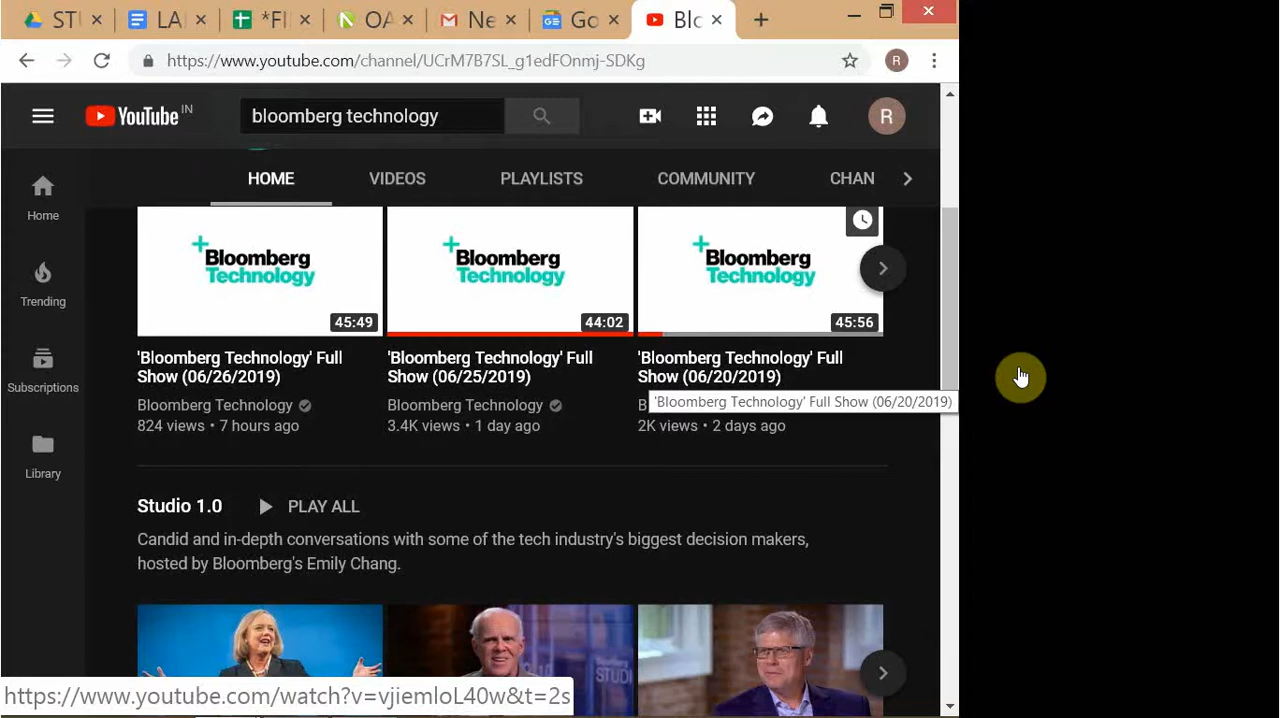 ST
LA
*FI
OA
Ne
Go
Blo
https://www.youtube.com/channel/UCrM7B7SL_g1edFOnmj-SDKg
R
YouTube IN
bloomberg technology
R
HOME
VIDEOS
PLAYLISTS
COMMUNITY
CHAN
Home
Trending
Subscriptions
Library
Bloomberg
Technology
45:49
Bloomberg
Technology
44:02
Bloomberg
Technology
45:56
'Bloomberg Technology' Full
Show (06/26/2019)
Bloomberg Technology
824 views • 7 hours ago
'Bloomberg Technology' Full
Show (06/25/2019)
Bloomberg Technology
3.4K views • 1 day ago
'Bloomberg Technology' Full
Show (06/20/2019)
'Bloomberg Technology' Full Show (06/20/2019)
2K views • 2 days ago
Studio 1.0
PLAY ALL
Candid and in-depth conversations with some of the tech industry's biggest decision makers,
hosted by Bloomberg's Emily Chang.
https://www.youtube.com/watch?v=vjiemloL40w&t=2s